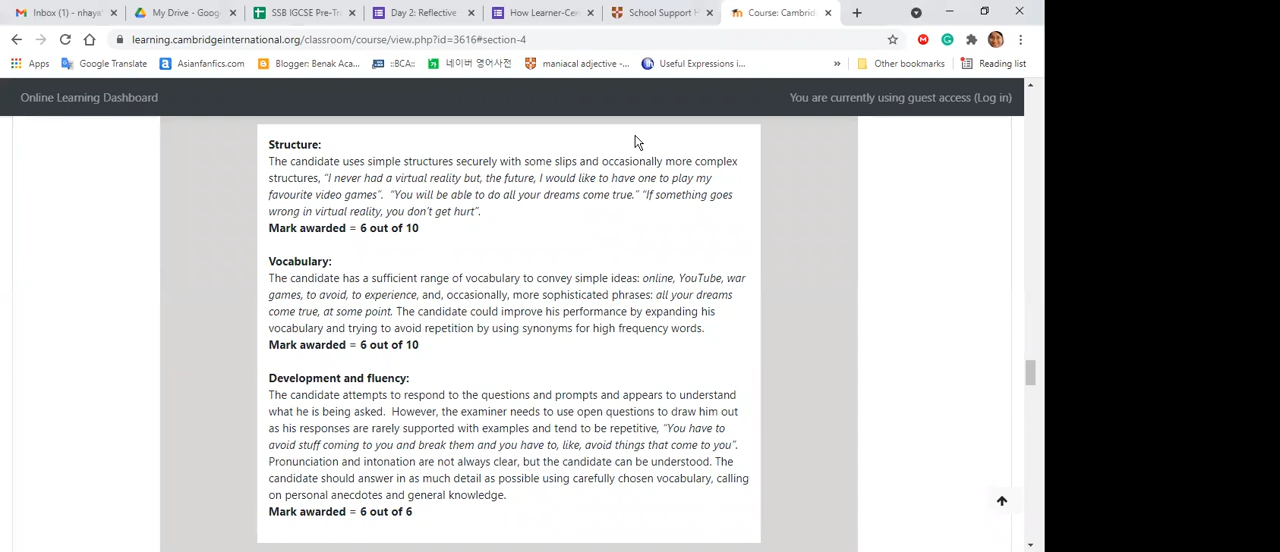 Inbox (1) - nhay
My Drive - Goog
SSB IGCSE Pre-Tr
Day 2: Reflective
How Learner-Ce
School Support H
Course: Cambrid
learning.cambridgeinternational.org/classroom/course/view.php?id=3616#section-4
Apps
Google Translate
Asianfanfics.com
Blogger: Benak Aca...
::BCA::
네이버 영어사전
maniacal adjective -...
Useful Expressions i...
»
Other bookmarks
Reading list
Online Learning Dashboard
You are currently using guest access (Log in)
Structure:
The candidate uses simple structures securely with some slips and occasionally more complex
structures, “I never had a virtual reality but, the future, I would like to have one to play my
favourite video games”. “You will be able to do all your dreams come true.” “If something goes
wrong in virtual reality, you don’t get hurt”.
Mark awarded = 6 out of 10
Vocabulary:
The candidate has a sufficient range of vocabulary to convey simple ideas: online, YouTube, war
games, to avoid, to experience, and, occasionally, more sophisticated phrases: all your dreams
come true, at some point. The candidate could improve his performance by expanding his
vocabulary and trying to avoid repetition by using synonyms for high frequency words.
Mark awarded = 6 out of 10
Development and fluency:
The candidate attempts to respond to the questions and prompts and appears to understand
what he is being asked. However, the examiner needs to use open questions to draw him out
as his responses are rarely supported with examples and tend to be repetitive, “You have to
avoid stuff coming to you and break them and you have to, like, avoid things that come to you”.
Pronunciation and intonation are not always clear, but the candidate can be understood. The
candidate should answer in as much detail as possible using carefully chosen vocabulary, calling
on personal anecdotes and general knowledge.
Mark awarded = 6 out of 6